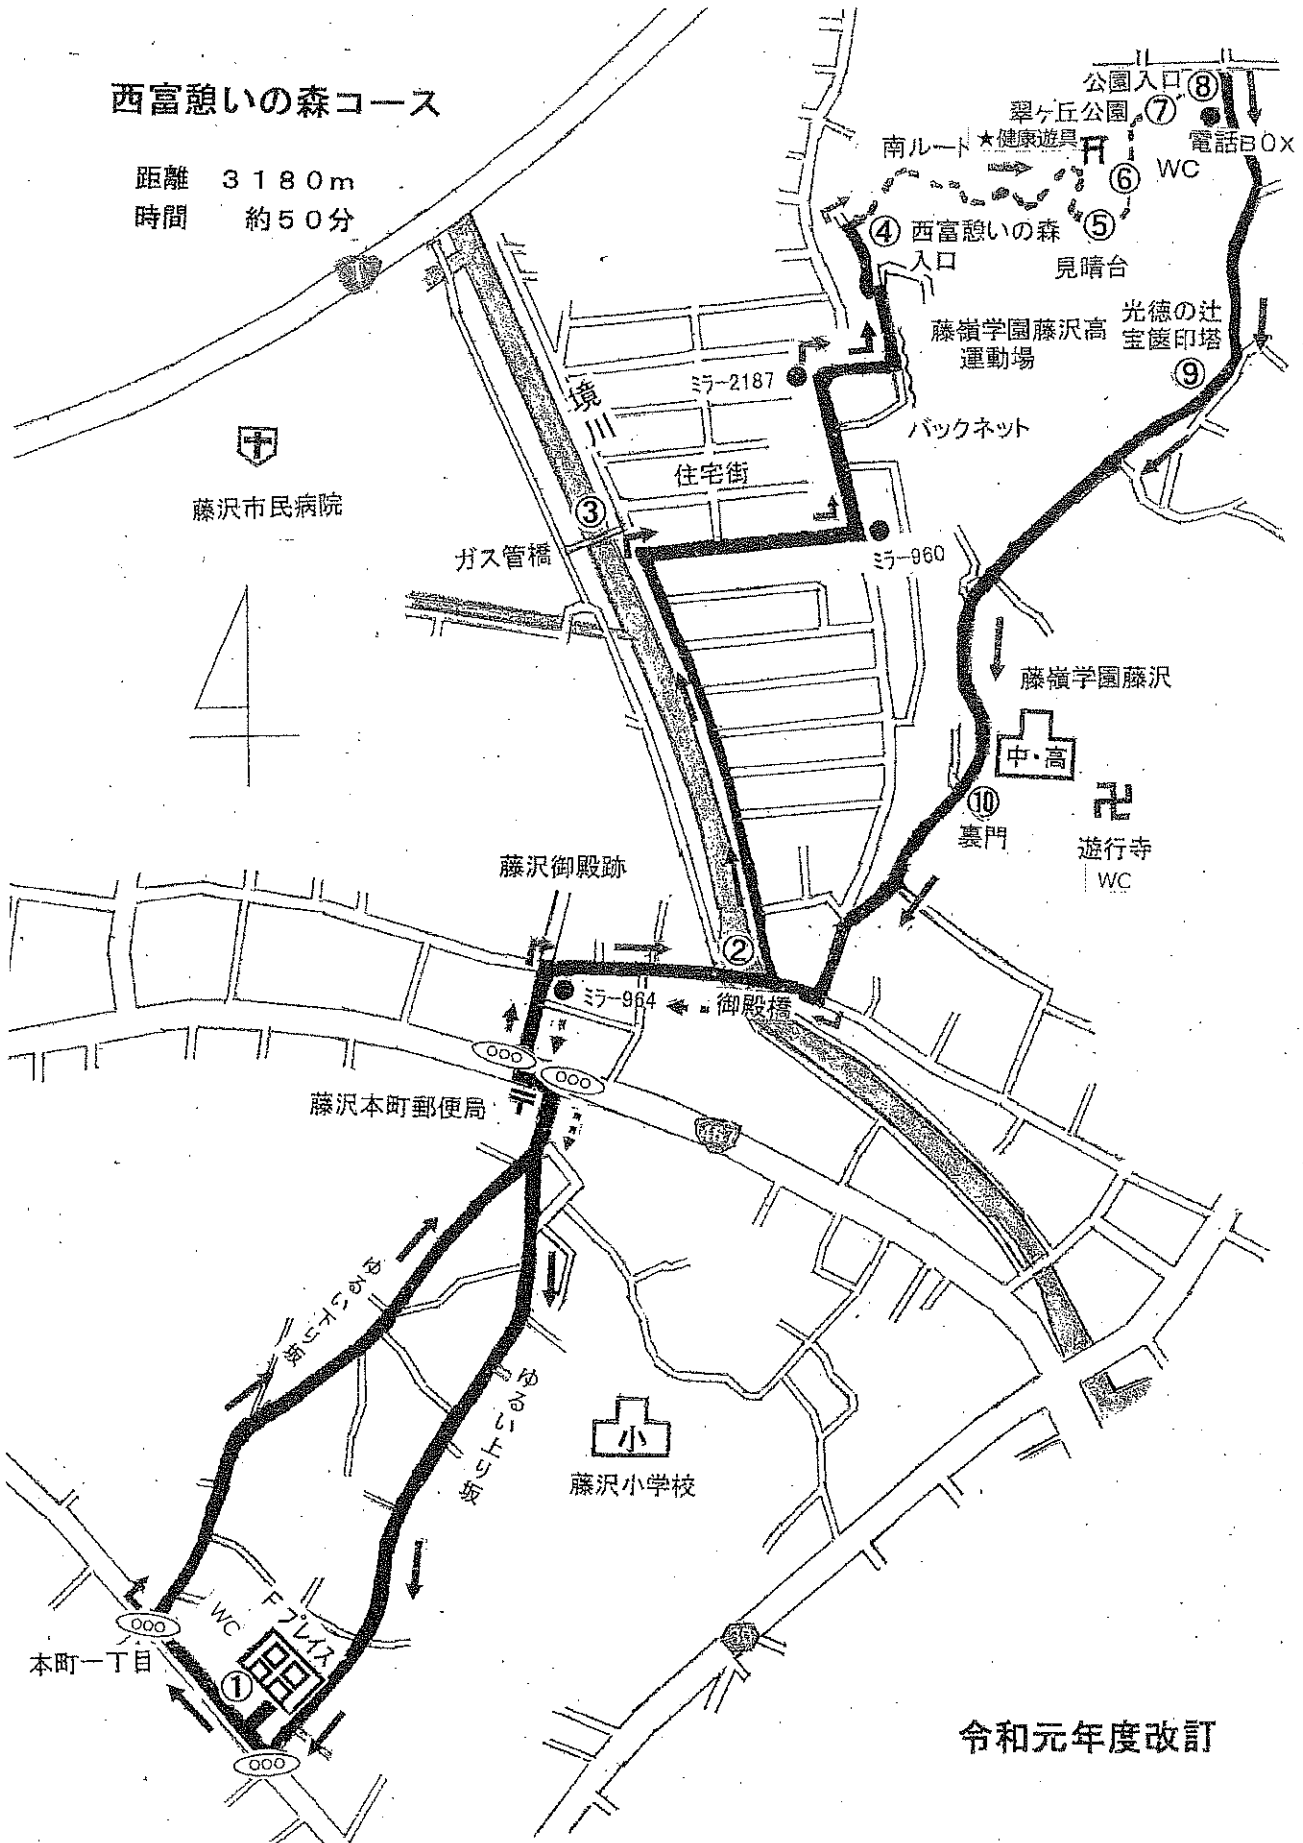 西富憩いの森コース
距離 3180m
時間 約50分
公園入口⑧
翠ヶ丘公園⑦
電話BOX
南ルート
★健康遊具
⑥
WC
④
西富憩いの森
入口
⑤
見晴台
藤嶺学園藤沢高
運動場
光徳の辻
宝篋印塔
⑨
ミラー2187
バックネット
境川
住宅街
藤沢市民病院
③
ガス管橋
ミラー960
藤嶺学園藤沢
中・高
⑩
裏門
遊行寺
WC
藤沢御殿跡
②
ミラー964
御殿橋
藤沢本町郵便局
467
ゆるい下り坂
ゆるい上り坂
小
藤沢小学校
WC
Fプレイス
本町一丁目
①
令和元年度改訂